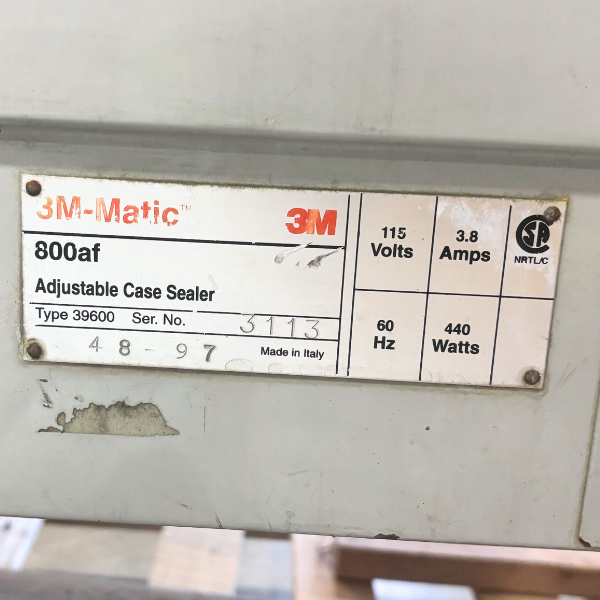 3M-Matic™ 3M
800af
Adjustable Case Sealer
Type 39600 Ser. No. 3113
48-97 Made in Italy
115 Volts
3.8 Amps
SA
NRTL/C
60 Hz
440 Watts